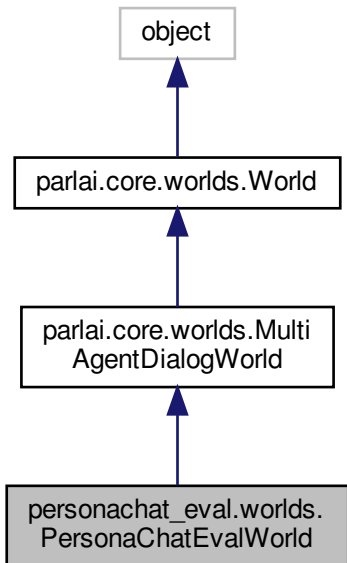 object
parlai.core.worlds.World
parlai.core.worlds.Multi
AgentDialogWorld
personachat_eval.worlds.
PersonaChatEvalWorld